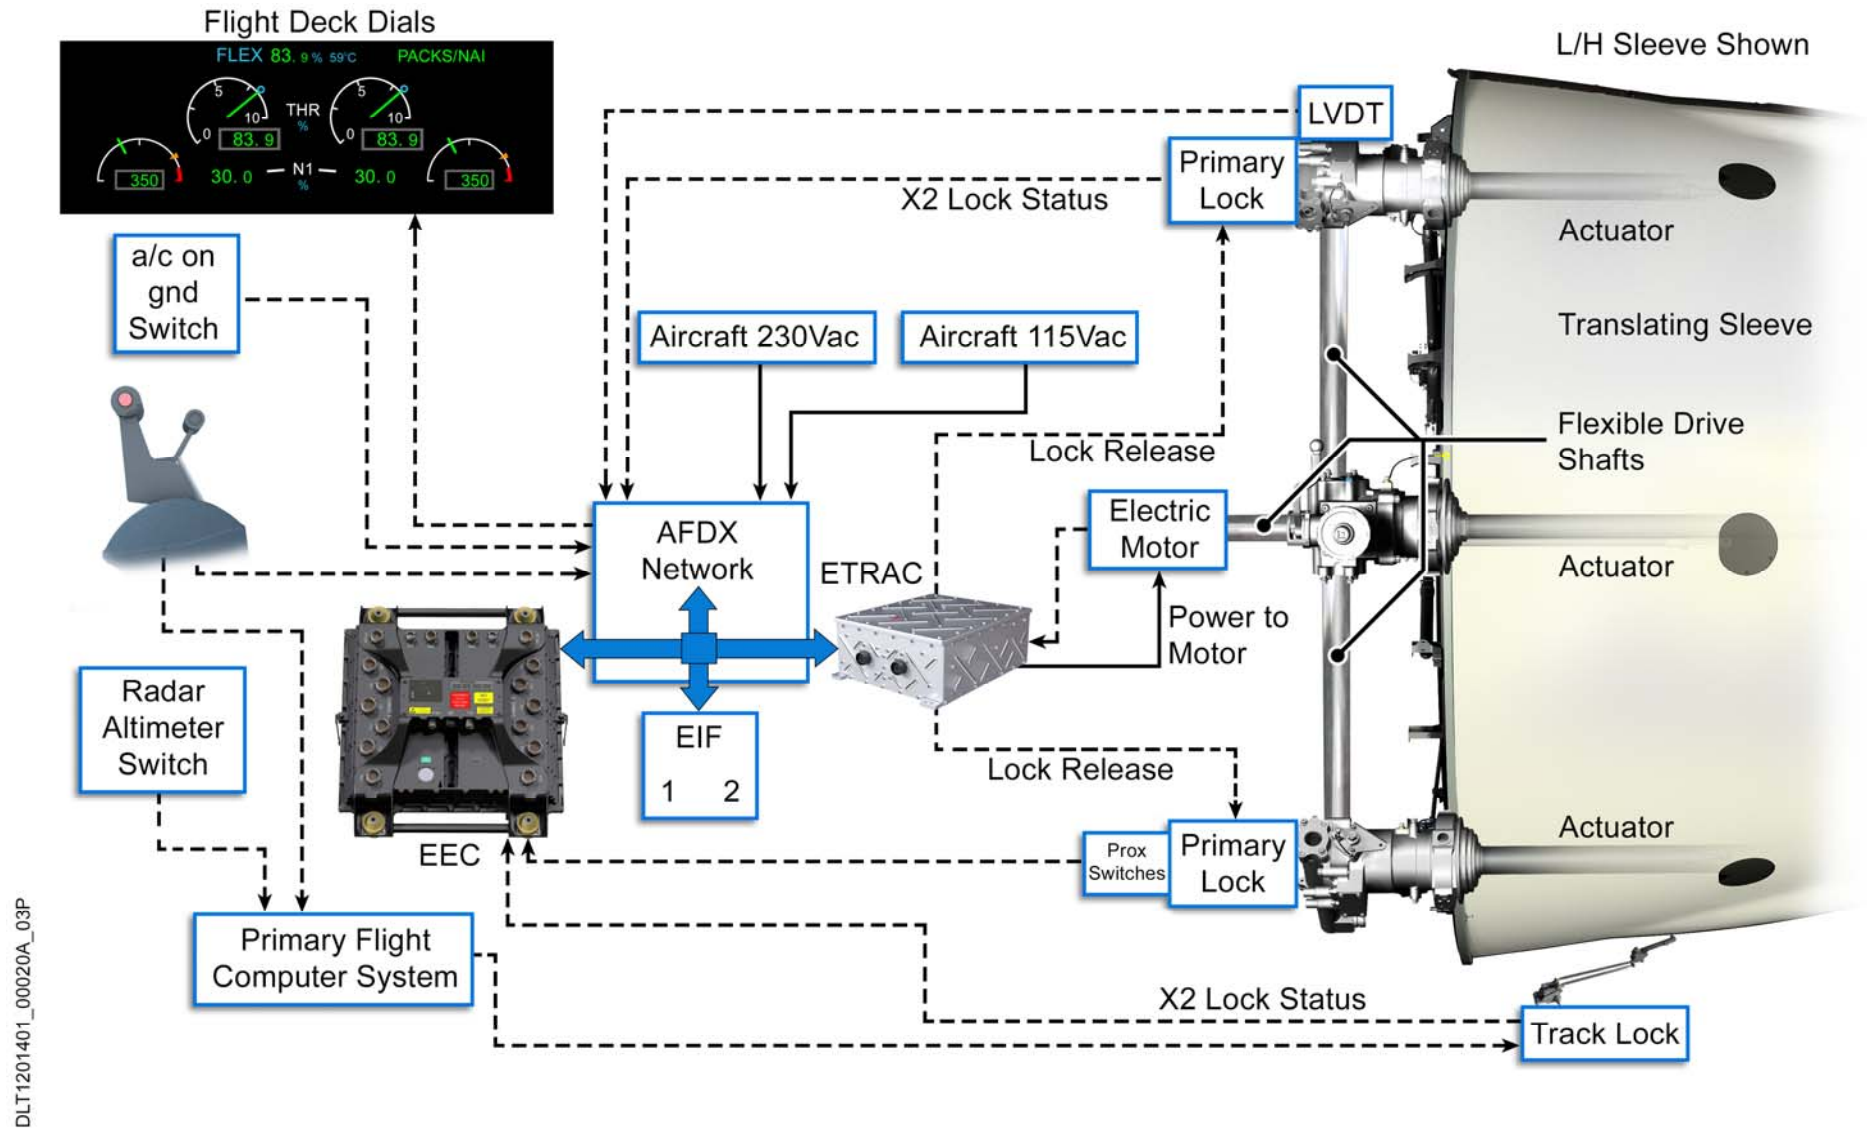 Flight Deck Dials
FLEX 83.9% 59°C PACKS/NAI
5 5
THR
%
10 10
0 0
83.9 83.9
350 30.0 N1 30.0 350
%
L/H Sleeve Shown
LVDT
Primary
Lock
X2 Lock Status
Actuator
a/c on
gnd
Switch
Aircraft 230Vac
Aircraft 115Vac
Translating Sleeve
Flexible Drive
Shafts
Lock Release
Electric
Motor
AFDX
Network
ETRAC
Actuator
Power to
Motor
Radar
Altimeter
Switch
EIF
1 2
Lock Release
EEC
Prox
Switches
Primary
Lock
Actuator
Primary Flight
Computer System
X2 Lock Status
Track Lock
DLT1201401_00020A_03P